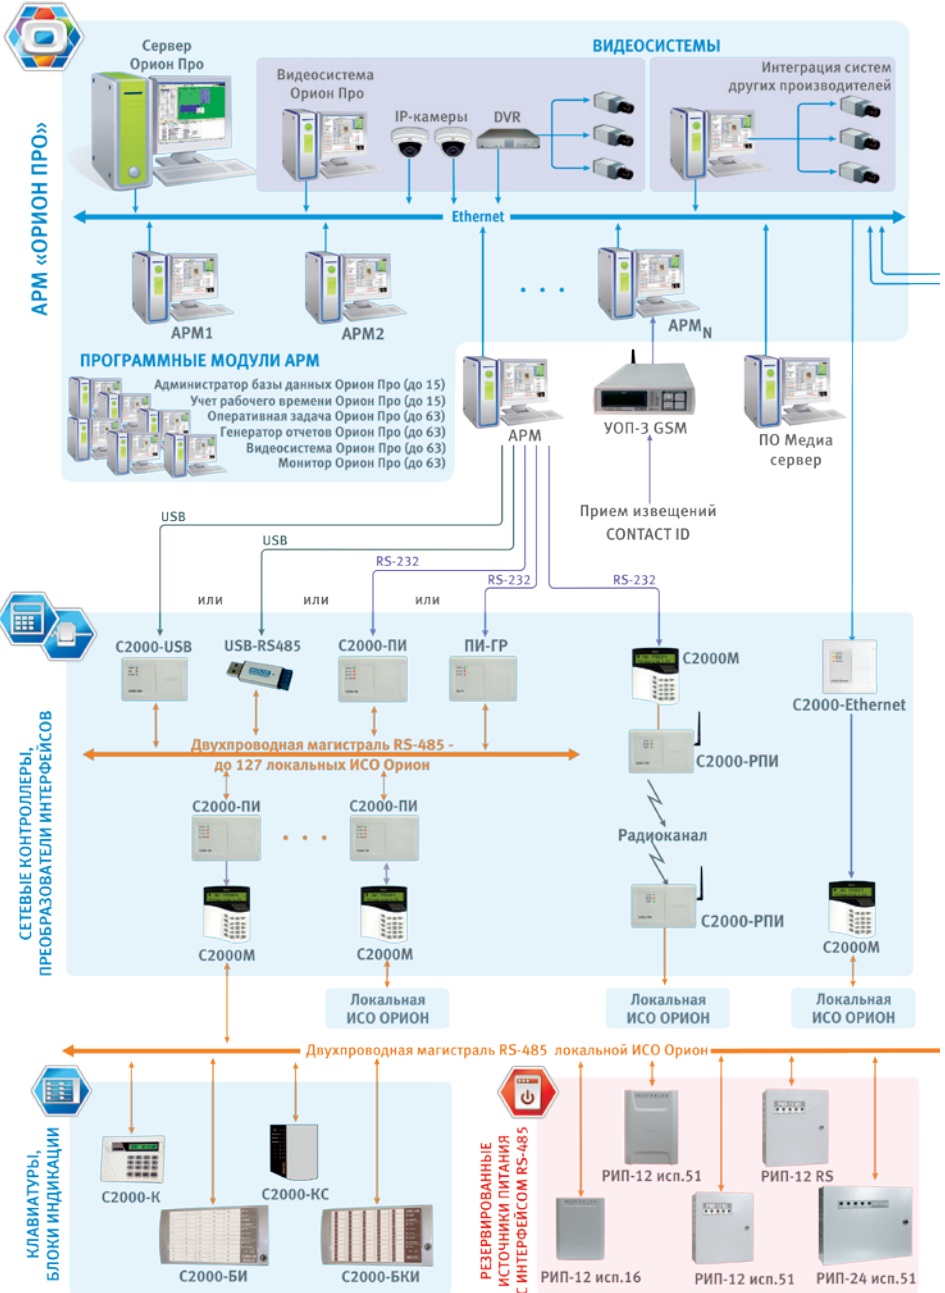 Сервер
Орион Про
ВИДЕОСИСТЕМЫ
Видеосистема
Орион Про
IP-камеры
DVR
Интеграция систем
других производителей
АРМ «ОРИОН ПРО»
Ethernet
АРМ1
АРМ2
АРМN
ПРОГРАММНЫЕ МОДУЛИ АРМ
Администратор базы данных Орион Про (до 15)
Учет рабочего времени Орион Про (до 15)
Оперативная задача Орион Про (до 63)
Генератор отчетов Орион Про (до 63)
Видеосистема Орион Про (до 63)
Монитор Орион Про (до 63)
АРМ
УОП-3 GSM
ПО Медиа
сервер
Прием извещений
CONTACT ID
USB
USB
RS-232
RS-232
RS-232
или
или
или
СЕТЕВЫЕ КОНТРОЛЛЕРЫ,
ПРЕОБРАЗОВАТЕЛИ ИНТЕРФЕЙСОВ
С2000-USB
USB-RS485
С2000-ПИ
ПИ-ГР
С2000М
С2000-Ethernet
Двухпроводная магистраль RS-485 -
до 127 локальных ИСО Орион
С2000-РПИ
С2000-ПИ
С2000-ПИ
Радиоканал
С2000-РПИ
С2000М
С2000М
С2000М
Локальная
ИСО ОРИОН
Локальная
ИСО ОРИОН
Локальная
ИСО ОРИОН
Двухпроводная магистраль RS-485 локальной ИСО Орион
КЛАВИАТУРЫ,
БЛОКИ ИНДИКАЦИИ
С2000-К
С2000-КС
С2000-БИ
С2000-БКИ
РЕЗЕРВИРОВАННЫЕ
ИСТОЧНИКИ ПИТАНИЯ
С ИНТЕРФЕЙСОМ RS-485
РИП-12 исп.51
РИП-12 RS
РИП-12 исп.16
РИП-12 исп.51
РИП-24 исп.51